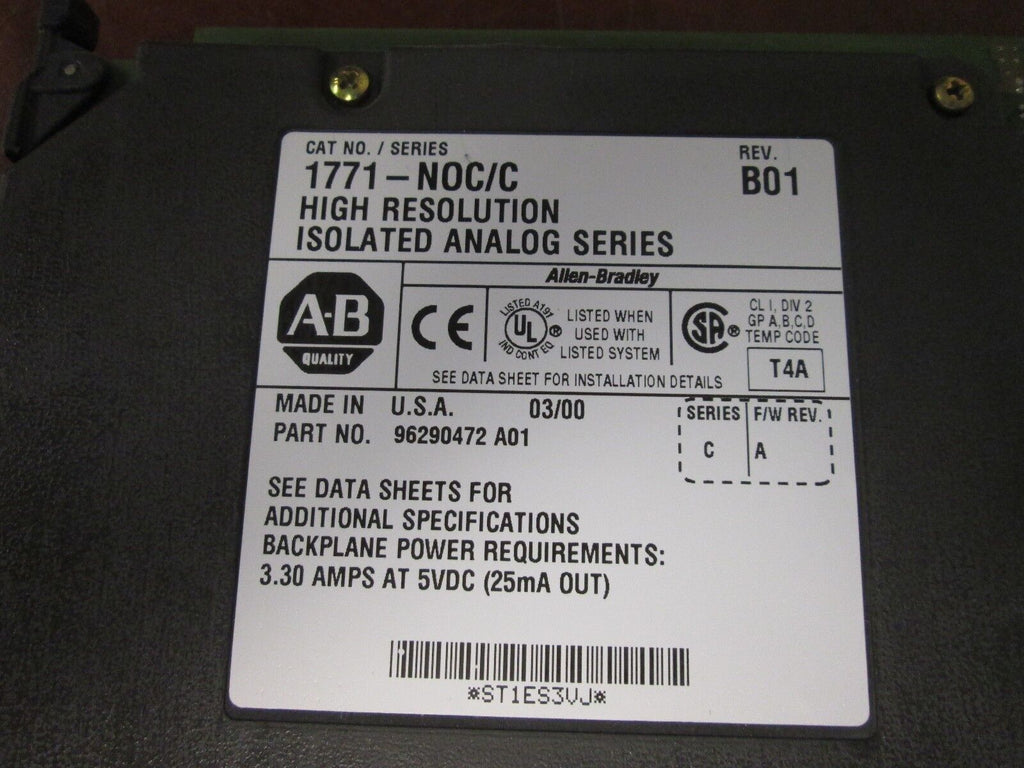 CAT NO. / SERIES
1771-NOC/C
REV.
B01
HIGH RESOLUTION
ISOLATED ANALOG SERIES
Allen-Bradley
A-B
QUALITY
CE
LISTED A191
UL ®
IND CONT EQ
LISTED WHEN
USED WITH
LISTED SYSTEM
SA ®
CL I, DIV 2
GP A,B,C,D
TEMP CODE
T4A
SEE DATA SHEET FOR INSTALLATION DETAILS
MADE IN U.S.A. 03/00
PART NO. 96290472 A01
SERIES F/W REV.
C A
SEE DATA SHEETS FOR
ADDITIONAL SPECIFICATIONS
BACKPLANE POWER REQUIREMENTS:
3.30 AMPS AT 5VDC (25mA OUT)
*ST1ES3VJ*